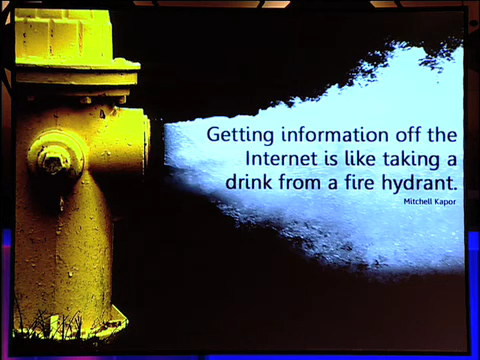 Getting information off the
Internet is like taking a
drink from a fire hydrant.
Mitchell Kapor